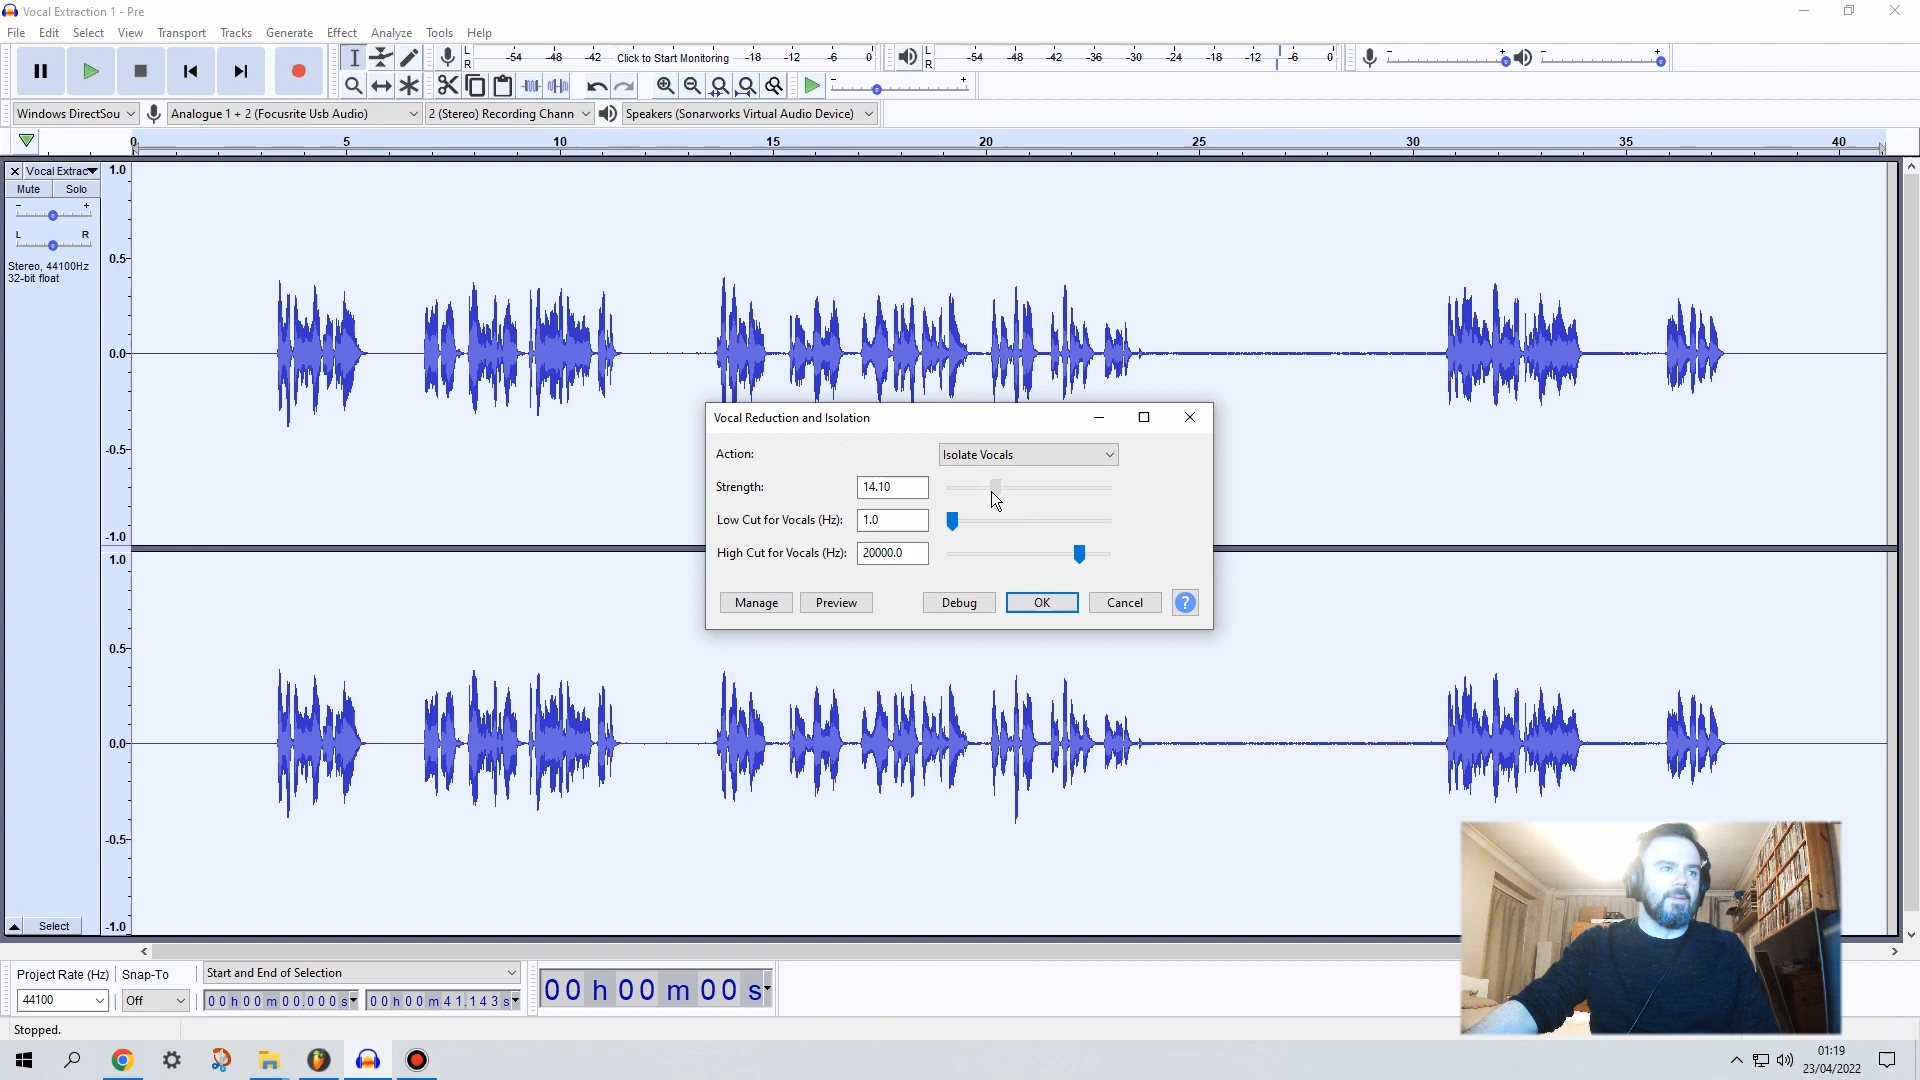 Vocal Extraction 1 - Pre
File Edit Select View Transport Tracks Generate Effect Analyze Tools Help
L R -54 -48 -42 Click to Start Monitoring -18 -12 -6 0
L R -54 -48 -42 -36 -30 -24 -18 -12 -6 0
- +
- +
- +
Windows DirectSou
Analogue 1 + 2 (Focusrite Usb Audio)
2 (Stereo) Recording Chann
Speakers (Sonarworks Virtual Audio Device)
0 5 10 15 20 25 30 35 40
Vocal Extrac
Mute Solo
- +
L R
Stereo, 44100Hz
32-bit float
1.0
0.5
0.0
-0.5
-1.0
1.0
0.5
0.0
-0.5
-1.0
Select
Vocal Reduction and Isolation
Action: Isolate Vocals
Strength: 14.10
Low Cut for Vocals (Hz): 1.0
High Cut for Vocals (Hz): 20000.0
Manage Preview Debug OK Cancel ?
Project Rate (Hz) Snap-To Start and End of Selection
44100 Off 00h00m00.000s 00h00m41.143s
00 h 00 m 00 s
Stopped.
01:19
23/04/2022